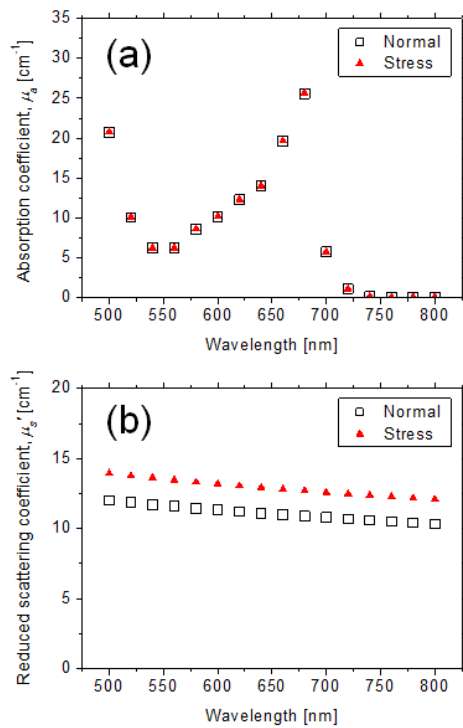 35
30
25
20
15
10
5
0
Absorption coefficient, μa [cm-1]
(a)
Normal
Stress
500 550 600 650 700 750 800
Wavelength [nm]
20
15
10
5
0
Reduced scattering coefficient, μs' [cm-1]
(b)
Normal
Stress
500 550 600 650 700 750 800
Wavelength [nm]